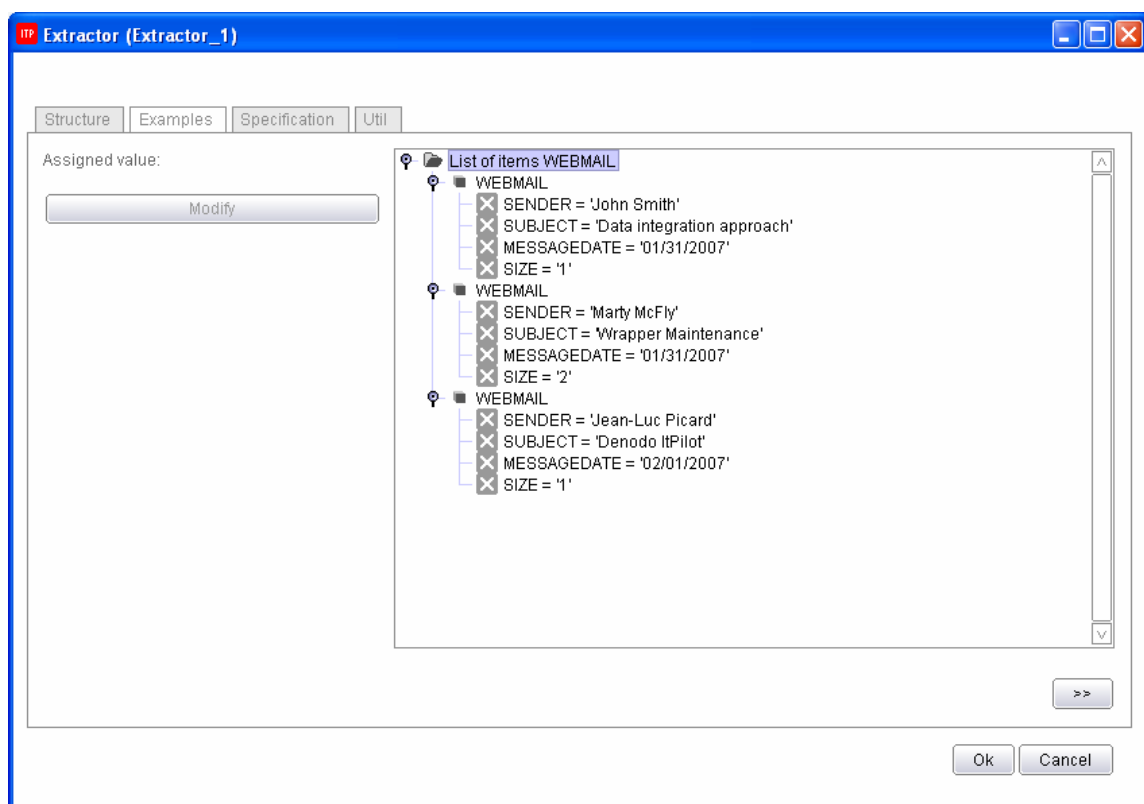 ITP Extractor (Extractor_1)
Structure Examples Specification Util
Assigned value:
Modify
List of items WEBMAIL
WEBMAIL
SENDER = 'John Smith'
SUBJECT = 'Data integration approach'
MESSAGEDATE = '01/31/2007'
SIZE = '1'
WEBMAIL
SENDER = 'Marty McFly'
SUBJECT = 'Wrapper Maintenance'
MESSAGEDATE = '01/31/2007'
SIZE = '2'
WEBMAIL
SENDER = 'Jean-Luc Picard'
SUBJECT = 'Denodo ItPilot'
MESSAGEDATE = '02/01/2007'
SIZE = '1'
>>
Ok Cancel